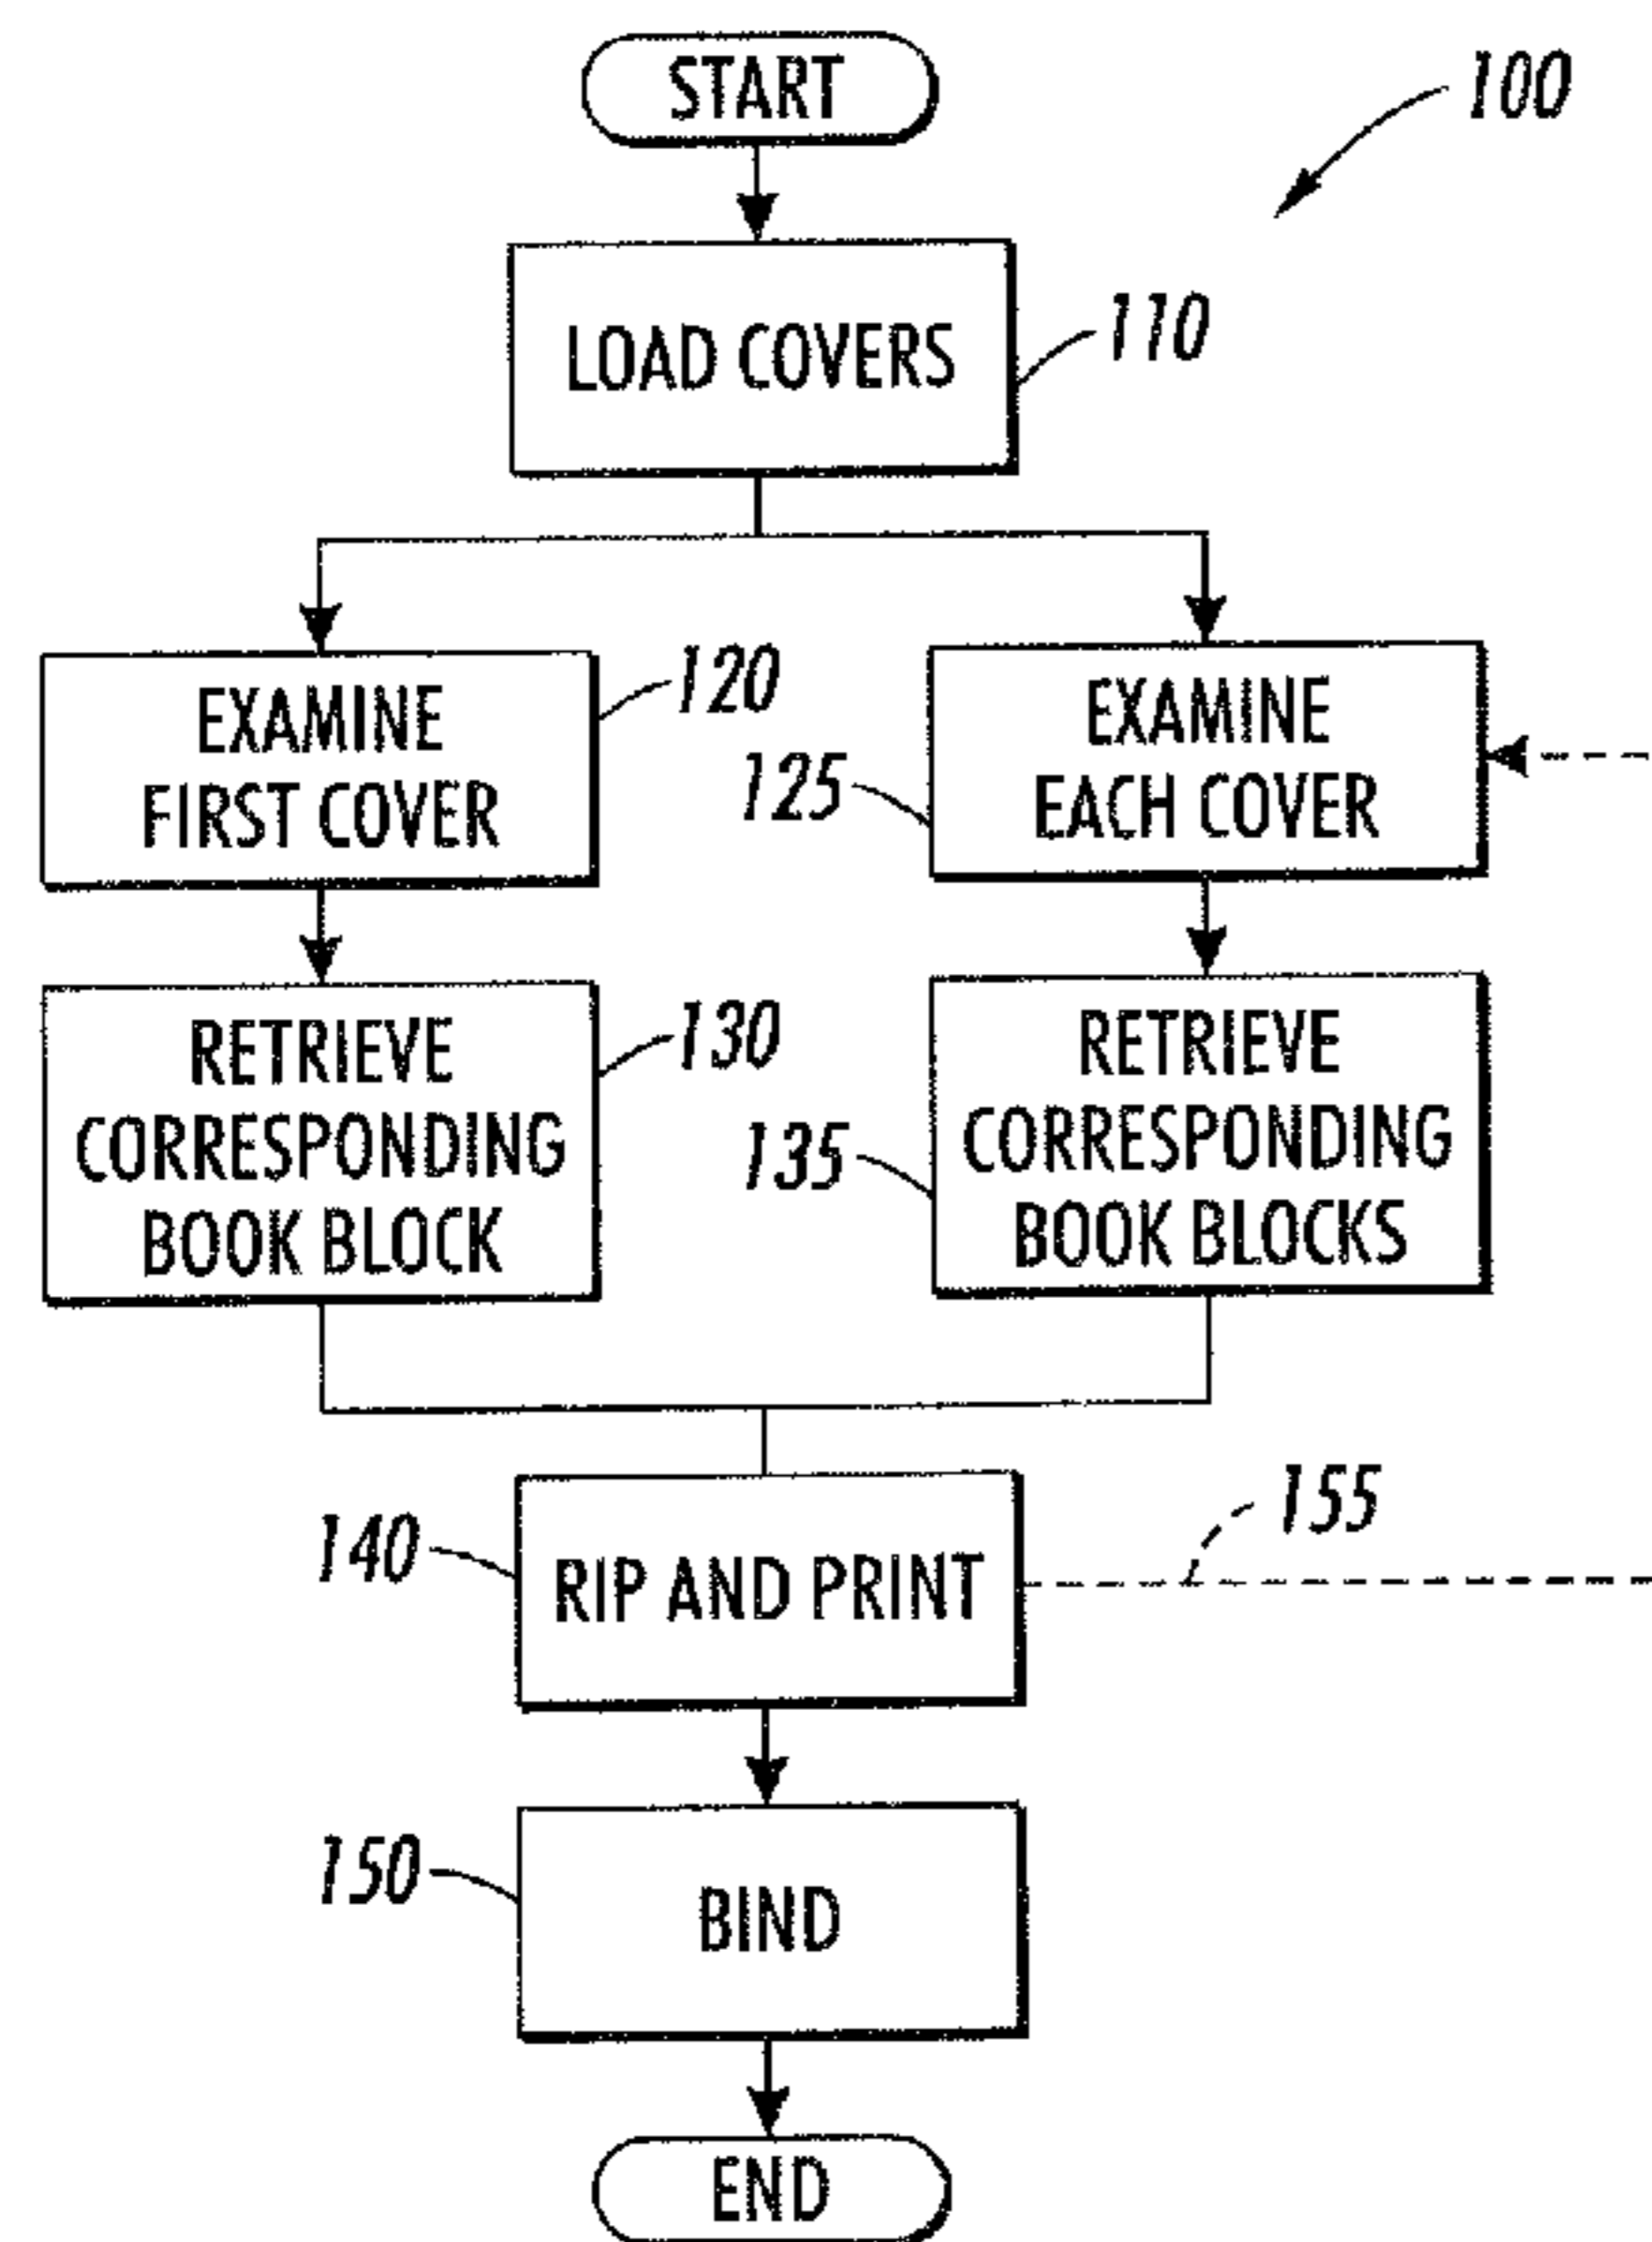 START
100
LOAD COVERS
110
EXAMINE
FIRST COVER
120
125
EXAMINE
EACH COVER
RETRIEVE
CORRESPONDING
BOOK BLOCK
130
135
RETRIEVE
CORRESPONDING
BOOK BLOCKS
140
RIP AND PRINT
155
150
BIND
END